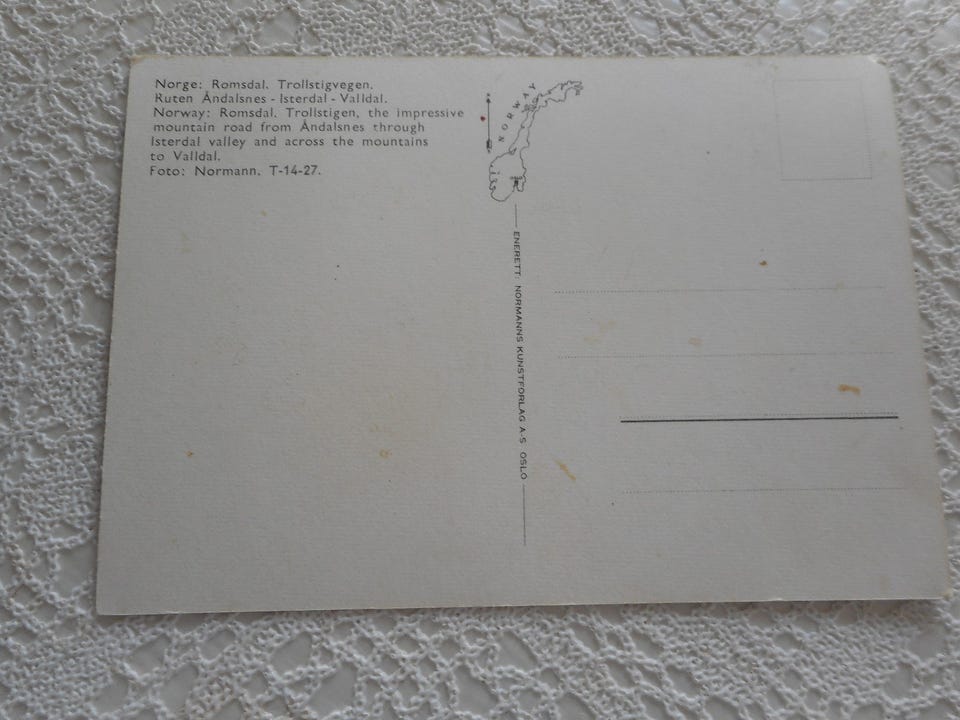 Norge: Romsdal. Trollstigvegen.
Ruten Åndalsnes - Isterdal - Valldal.
Norway: Romsdal. Trollstigen, the impressive
mountain road from Åndalsnes through
Isterdal valley and across the mountains
to Valldal.
Foto: Normann. T-14-27.
NORWAY
ENERETT: NORMANNS KUNSTFORLAG A-S OSLO